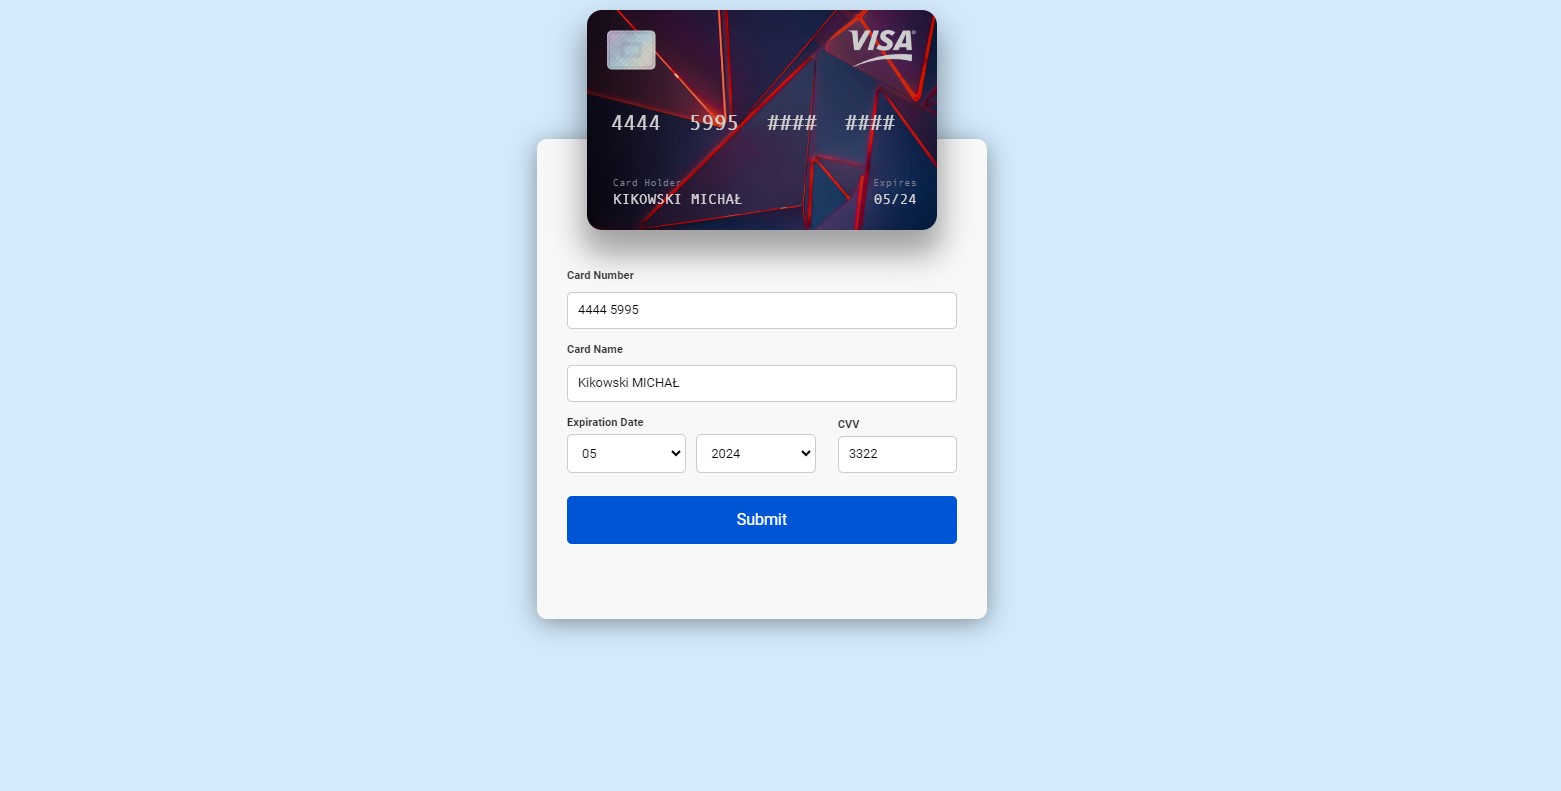 VISA®
4444 5995 #### ####
Card Holder Expires
KIKOWSKI MICHAŁ 05/24
Card Number
4444 5995
Card Name
Kikowski MICHAŁ
Expiration Date CVV
05 2024 3322
Submit